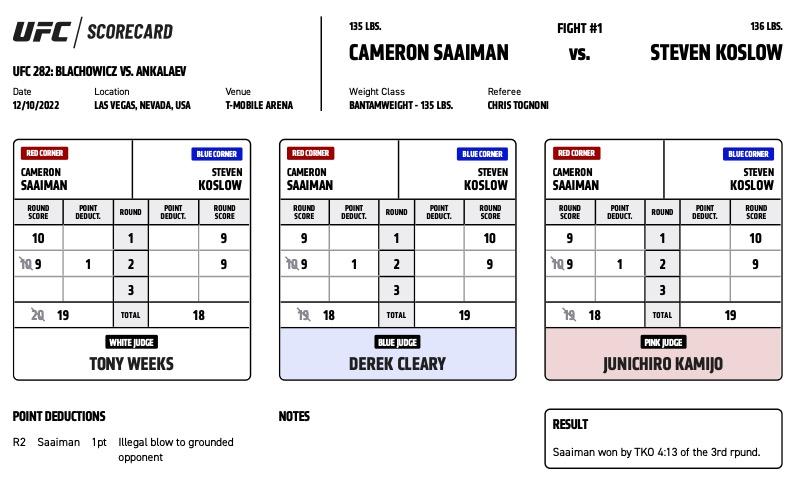 UFC / SCORECARD
UFC 282: BLACHOWICZ VS. ANKALAEV
Date Location Venue
12/10/2022 LAS VEGAS, NEVADA, USA T-MOBILE ARENA
135 LBS. FIGHT #1 136 LBS.
CAMERON SAAIMAN vs. STEVEN KOSLOW
Weight Class Referee
BANTAMWEIGHT - 135 LBS. CHRIS TOGNONI
RED CORNER BLUE CORNER
CAMERON STEVEN
SAAIMAN KOSLOW
ROUND POINT ROUND POINT ROUND
SCORE DEDUCT. DEDUCT. SCORE
10 1 9
10 9 1 2 9
3
20 19 TOTAL 18
WHITE JUDGE
TONY WEEKS
RED CORNER BLUE CORNER
CAMERON STEVEN
SAAIMAN KOSLOW
ROUND POINT ROUND POINT ROUND
SCORE DEDUCT. DEDUCT. SCORE
9 1 10
10 9 1 2 9
3
19 18 TOTAL 19
BLUE JUDGE
DEREK CLEARY
RED CORNER BLUE CORNER
CAMERON STEVEN
SAAIMAN KOSLOW
ROUND POINT ROUND POINT ROUND
SCORE DEDUCT. DEDUCT. SCORE
9 1 10
10 9 1 2 9
3
19 18 TOTAL 19
PINK JUDGE
JUNICHIRO KAMIJO
POINT DEDUCTIONS
R2 Saaiman 1pt Illegal blow to grounded
opponent
NOTES
RESULT
Saaiman won by TKO 4:13 of the 3rd rpund.